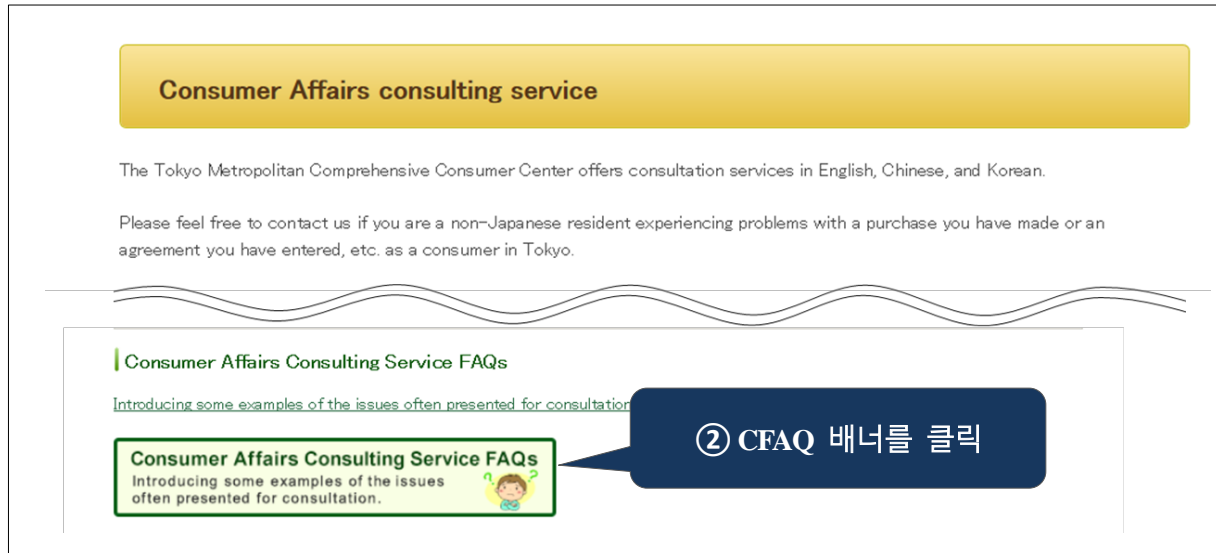 Consumer Affairs consulting service
The Tokyo Metropolitan Comprehensive Consumer Center offers consultation services in English, Chinese, and Korean.
Please feel free to contact us if you are a non-Japanese resident experiencing problems with a purchase you have made or an
agreement you have entered, etc. as a consumer in Tokyo.
Consumer Affairs Consulting Service FAQs
Introducing some examples of the issues often presented for consultation
② CFAQ 배너를 클릭
Consumer Affairs Consulting Service FAQs
Introducing some examples of the issues
often presented for consultation.
? ?